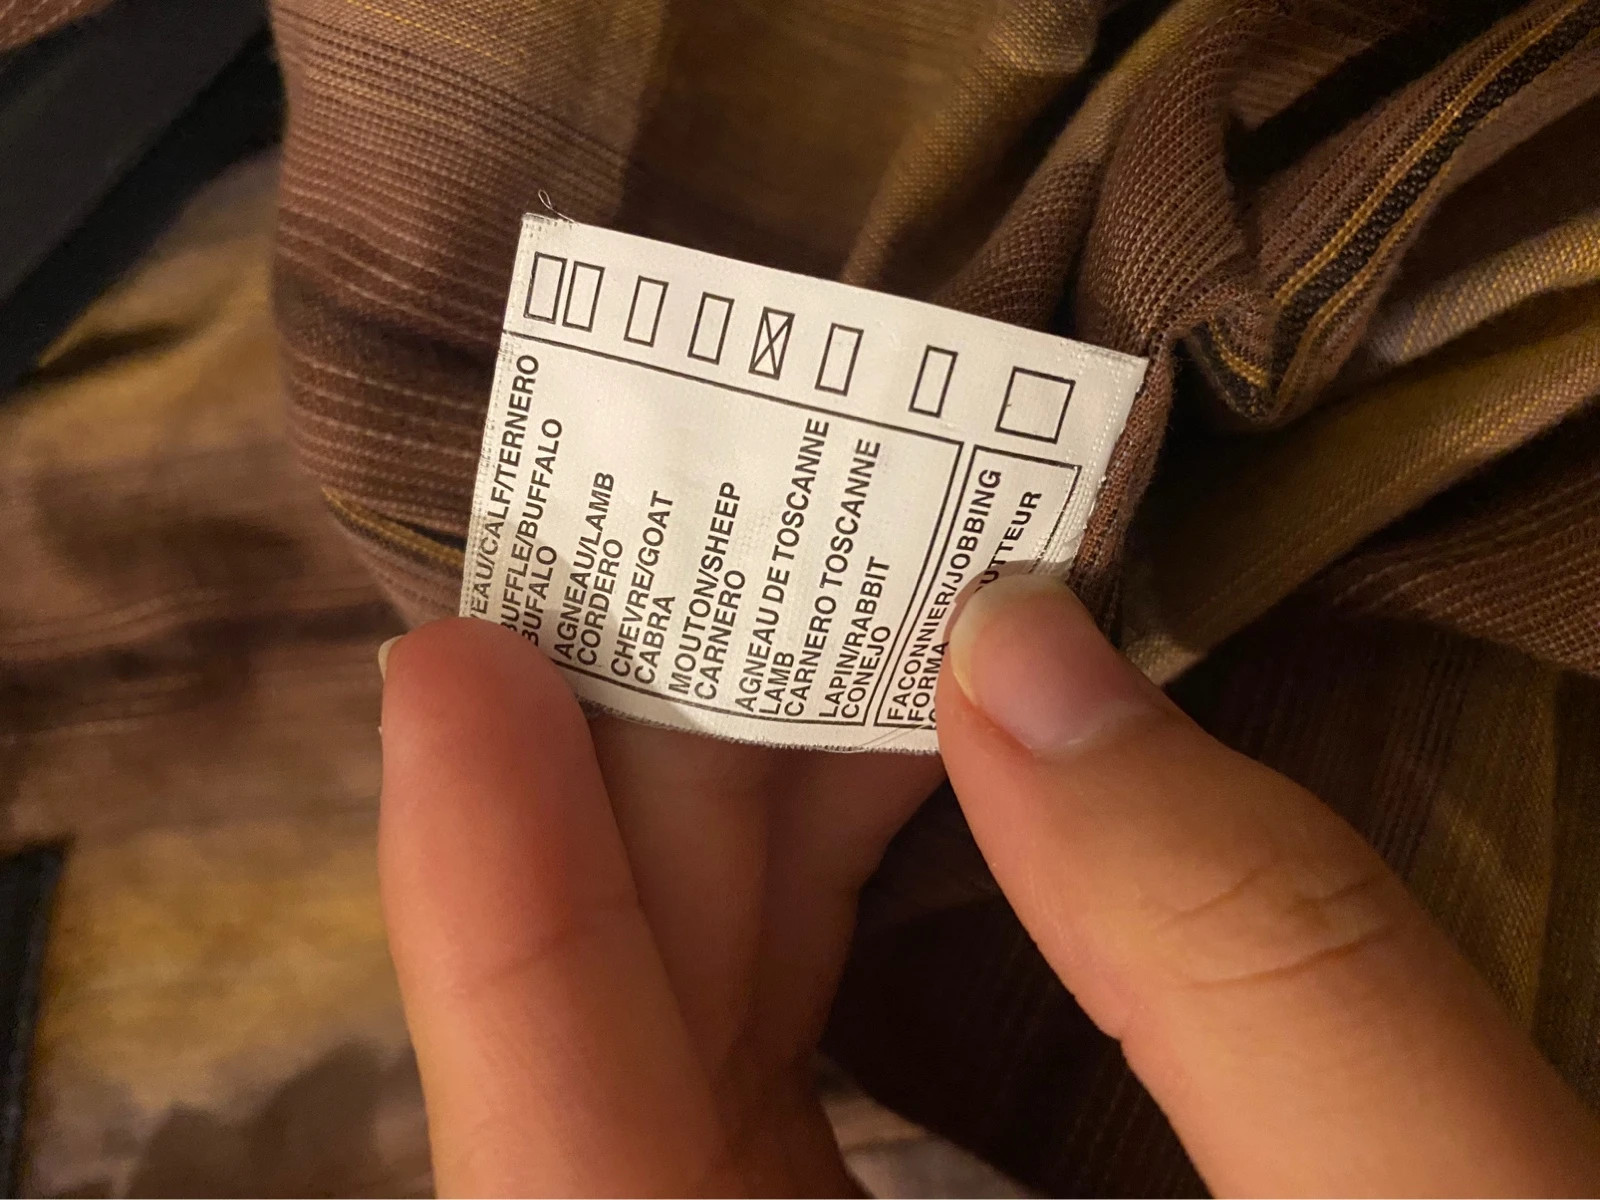 EAU/CALF/TERNERO
BUFFLE/BUFFALO
BUFALO
AGNEAU/LAMB
CORDERO
CHEVRE/GOAT
CABRA
MOUTON/SHEEP
CARNERO
AGNEAU DE TOSCANNE
LAMB
CARNERO TOSCANNE
LAPIN/RABBIT
CONEJO
FACONNIER/JOBBING
FORMA
UTTEUR